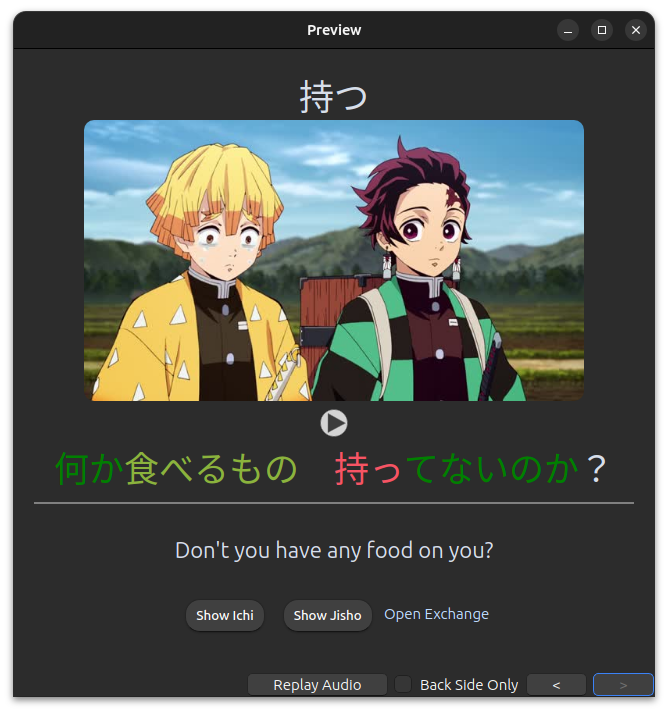 Preview
持つ
何か食べるもの　持ってないのか？
Don't you have any food on you?
Show Ichi Show Jisho Open Exchange
Replay Audio Back Side Only < >